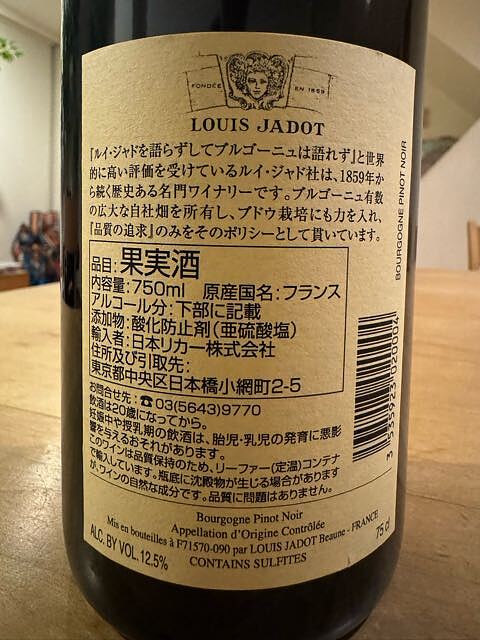 FONDÉE EN 1859
LOUIS JADOT
『ルイ・ジャドを語らずしてブルゴーニュは語れず』と世界
的に高い評価を受けているルイ・ジャド社は、1859年か
ら続く歴史ある名門ワイナリーです。ブルゴーニュ有数
の広大な自社畑を所有し、ブドウ栽培にも力を入れ、
『品質の追求』のみをそのポリシーとして貫いています。
品目:果実酒
内容量:750ml 原産国名:フランス
アルコール分:下部に記載
添加物:酸化防止剤(亜硫酸塩)
輸入者:日本リカー株式会社
住所及び引取先:
東京都中央区日本橋小網町2-5
お問合せ先:☎03(5643)9770
飲酒は20歳になってから。
妊娠中や授乳期の飲酒は、胎児・乳児の発育に悪影
響を与えるおそれがあります。
このワインは品質保持のため、リーファー(定温)コンテナ
で輸入しています。瓶底に沈殿物が生じる場合があります
が、ワインの自然な成分です。品質に問題はありません。
BOURGOGNE PINOT NOIR
3 535923 020004
Bourgogne Pinot Noir
Appellation d'Origine Contrôlée
Mis en bouteilles à F71570-090 par LOUIS JADOT Beaune - FRANCE
ALC. BY VOL. 12.5%
CONTAINS SULFITES
75 cl